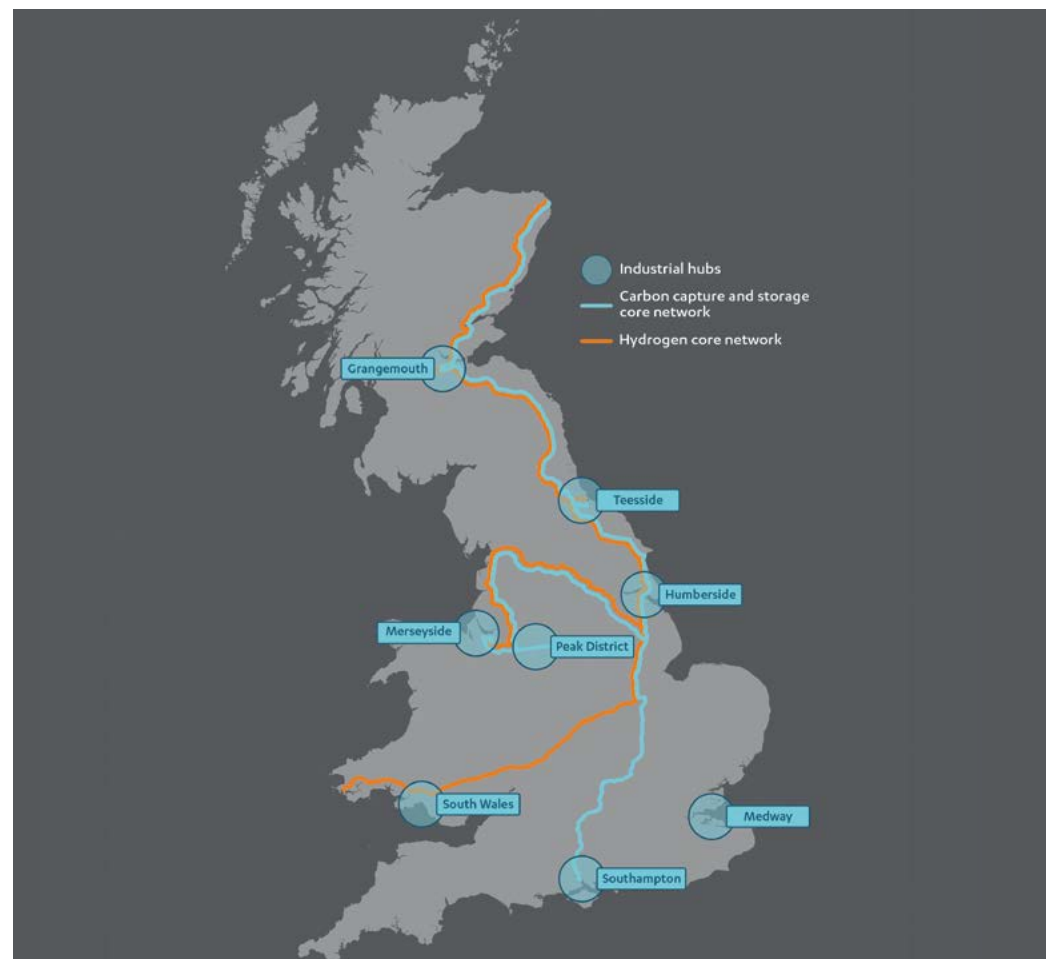 Industrial hubs
Carbon capture and storage
core network
Hydrogen core network
Grangemouth
Teesside
Humberside
Merseyside
Peak District
South Wales
Medway
Southampton